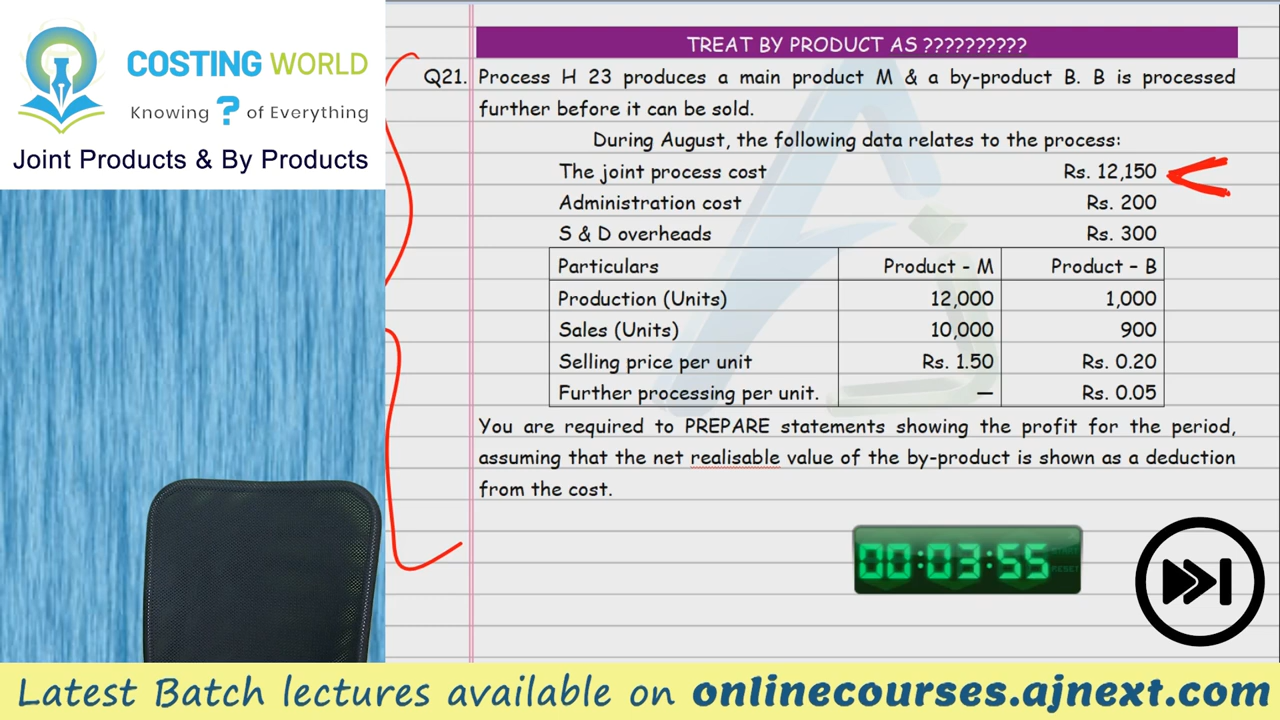 COSTING WORLD
Knowing ? of Everything
Joint Products & By Products
TREAT BY PRODUCT AS ??????????
Q21. Process H 23 produces a main product M & a by-product B. B is processed
further before it can be sold.
During August, the following data relates to the process:
The joint process cost Rs. 12,150
Administration cost Rs. 200
S & D overheads Rs. 300
Particulars Product - M Product – B
Production (Units) 12,000 1,000
Sales (Units) 10,000 900
Selling price per unit Rs. 1.50 Rs. 0.20
Further processing per unit. — Rs. 0.05
You are required to PREPARE statements showing the profit for the period,
assuming that the net realisable value of the by-product is shown as a deduction
from the cost.
00:03:55
Latest Batch lectures available on onlinecourses.ajnext.com